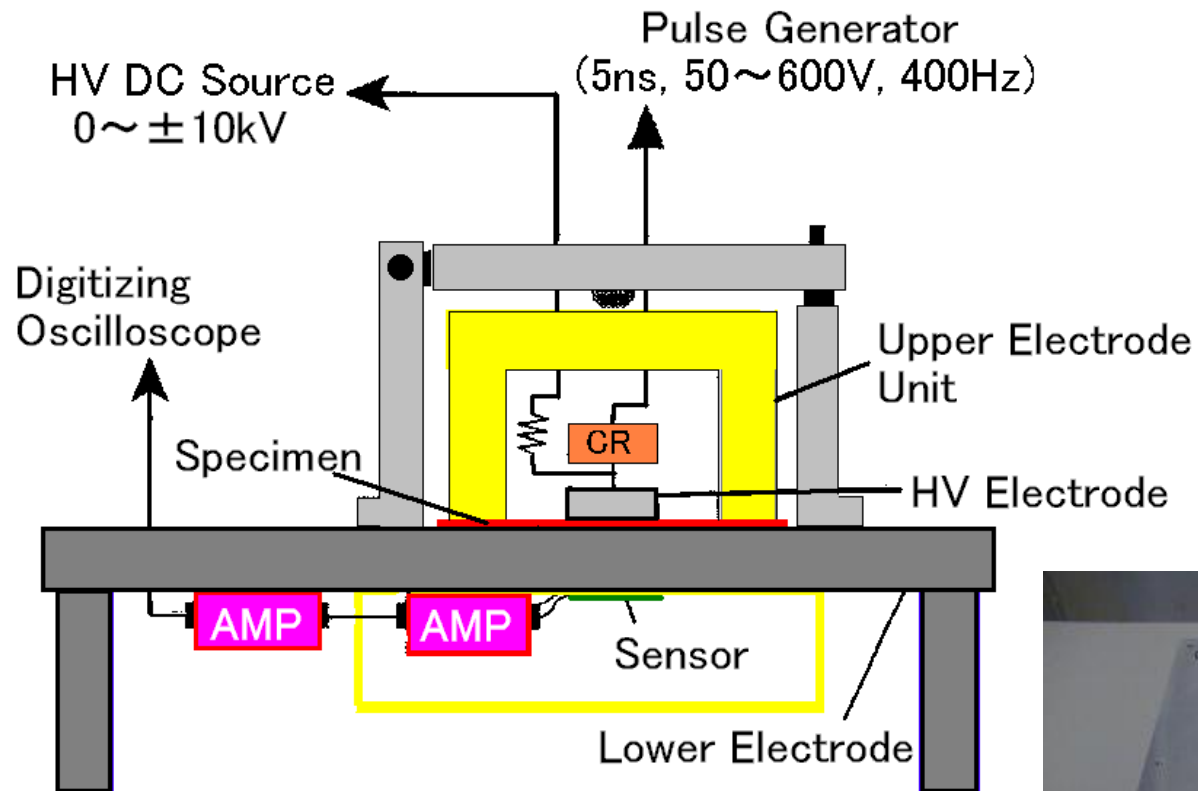 Pulse Generator
(5ns, 50～600V, 400Hz)
HV DC Source
0～±10kV
Digitizing
Oscilloscope
Upper Electrode
Unit
CR
Specimen
HV Electrode
AMP
AMP
Sensor
Lower Electrode